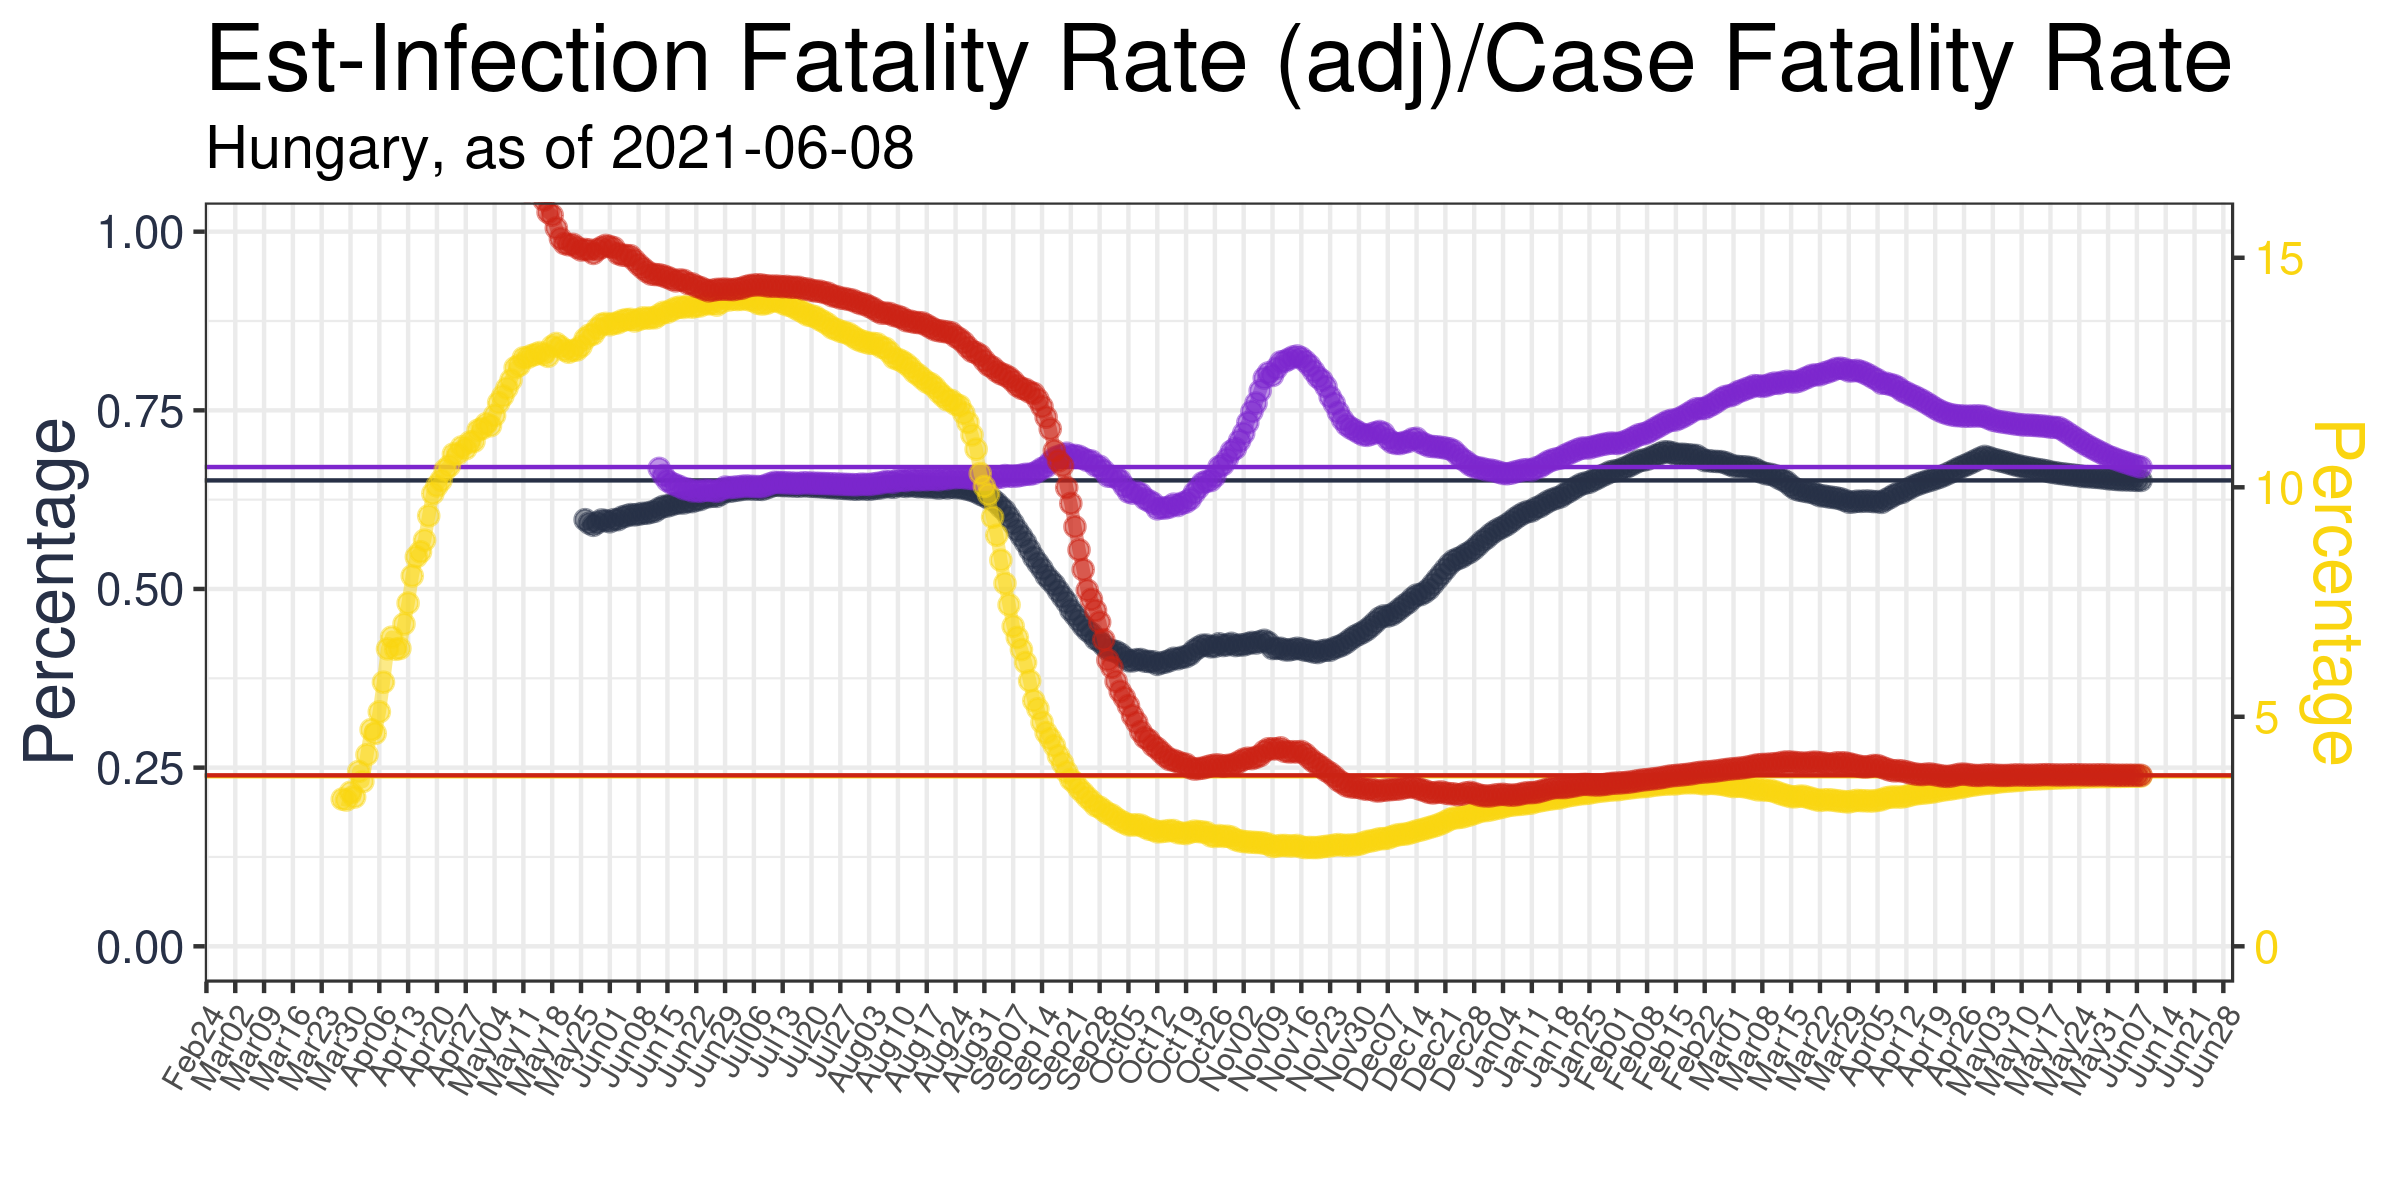 Est-Infection Fatality Rate (adj)/Case Fatality Rate
Hungary, as of 2021-06-08
Percentage
1.00
0.75
0.50
0.25
0.00
15
10
5
0
Percentage
Feb24
Mar02
Mar09
Mar16
Mar23
Mar30
Apr06
Apr13
Apr20
Apr27
May04
May11
May18
May25
Jun01
Jun08
Jun15
Jun22
Jun29
Jul06
Jul13
Jul20
Jul27
Aug03
Aug10
Aug17
Aug24
Aug31
Sep07
Sep14
Sep21
Sep28
Oct05
Oct12
Oct19
Oct26
Nov02
Nov09
Nov16
Nov23
Nov30
Dec07
Dec14
Dec21
Dec28
Jan04
Jan11
Jan18
Jan25
Feb01
Feb08
Feb15
Feb22
Mar01
Mar08
Mar15
Mar22
Mar29
Apr05
Apr12
Apr19
Apr26
May03
May10
May17
May24
May31
Jun07
Jun14
Jun21
Jun28